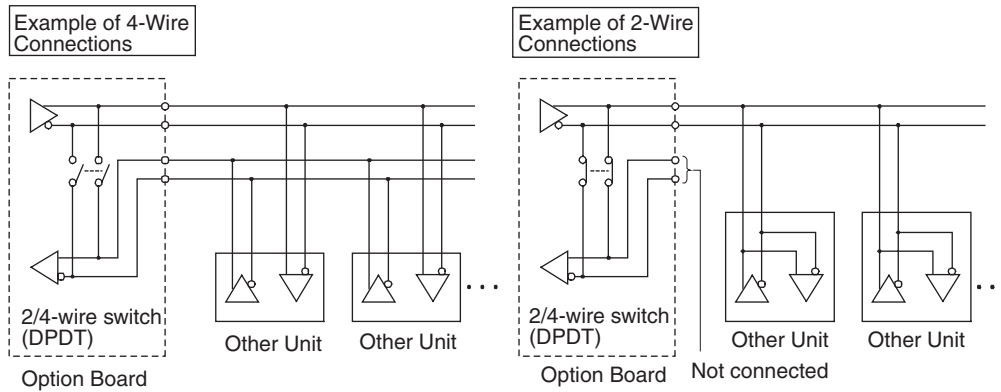 Example of 4-Wire
Connections
2/4-wire switch
(DPDT)
Option Board
Other Unit
Other Unit
Example of 2-Wire
Connections
2/4-wire switch
(DPDT)
Option Board
Not connected
Other Unit
Other Unit